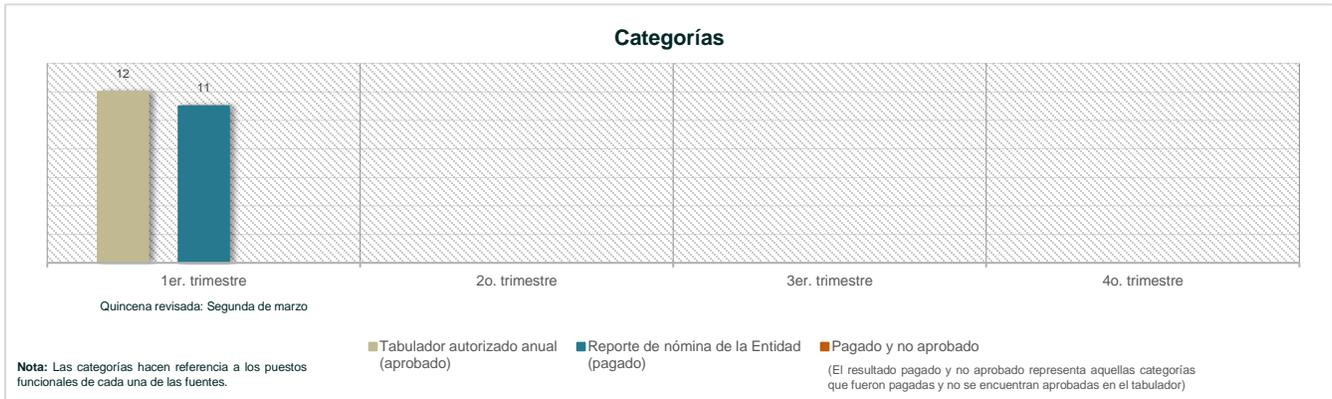 Categorías
12
11
1er. trimestre
2o. trimestre
3er. trimestre
4o. trimestre
Quincena revisada: Segunda de marzo
Tabulador autorizado anual
(aprobado)
Reporte de nómina de la Entidad
(pagado)
Pagado y no aprobado
(El resultado pagado y no aprobado representa aquellas categorías
que fueron pagadas y no se encuentran aprobadas en el tabulador)
Nota: Las categorías hacen referencia a los puestos
funcionales de cada una de las fuentes.